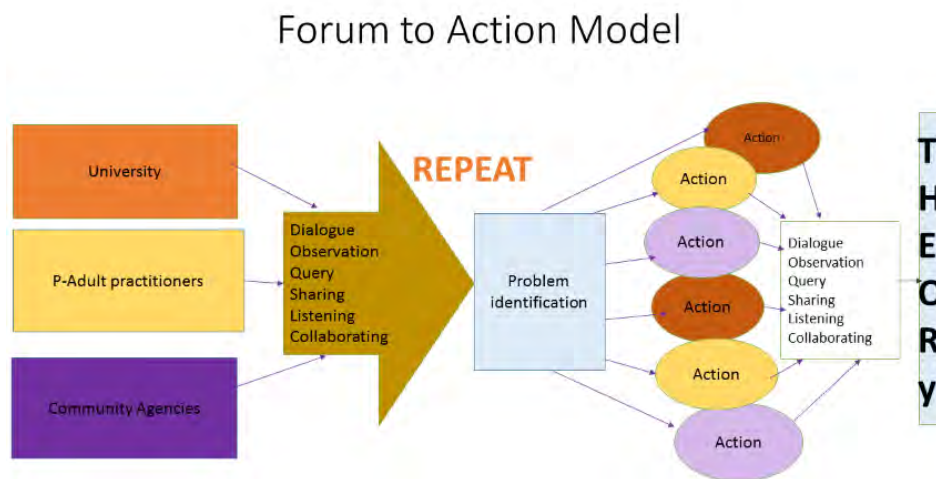 Forum to Action Model
University
P-Adult practitioners
Community Agencies
Dialogue
Observation
Query
Sharing
Listening
Collaborating
REPEAT
Problem
identification
Action
Action
Action
Action
Action
Action
Dialogue
Observation
Query
Sharing
Listening
Collaborating
T
H
E
O
R
y